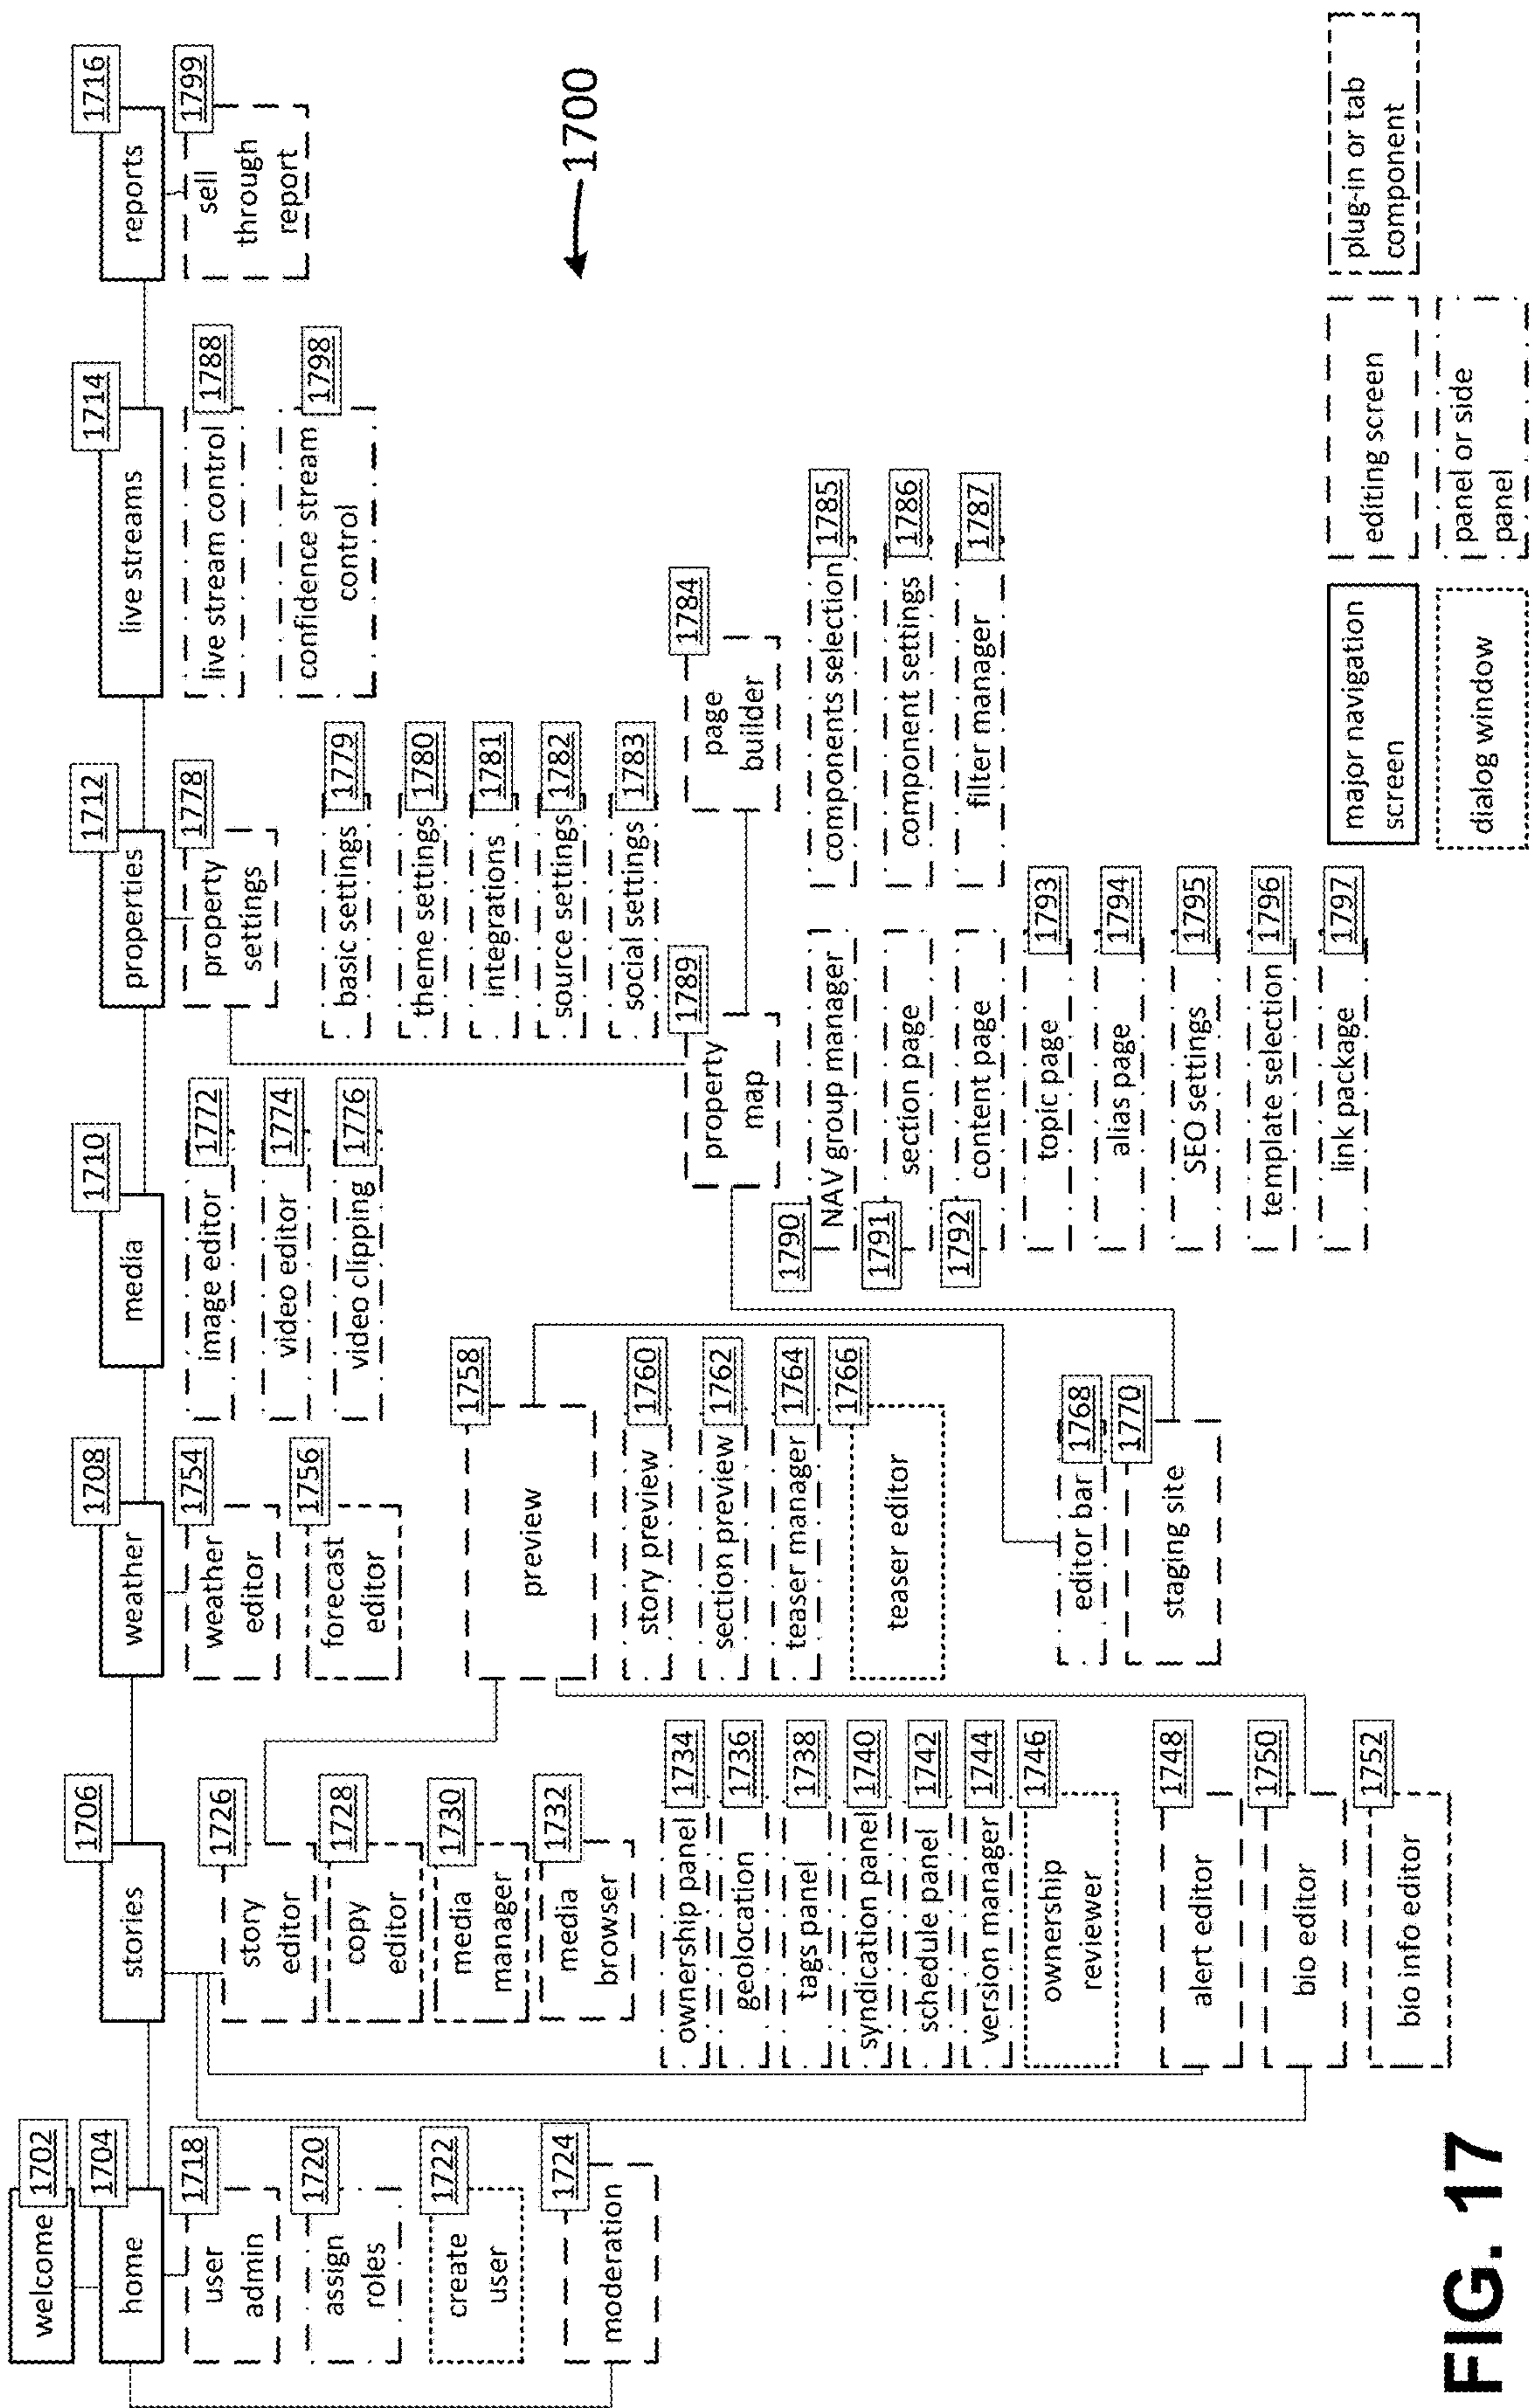 welcome
1702
home
1704
user
admin
1718
assign
roles
1720
create
user
1722
moderation
1724
stories
1706
story
editor
1726
copy
editor
1728
media
manager
1730
media
browser
1732
ownership panel
1734
geolocation
1736
tags panel
1738
syndication panel
1740
schedule panel
1742
version manager
1744
ownership
reviewer
1746
alert editor
1748
bio editor
1750
bio info editor
1752
weather
1708
weather
editor
1754
forecast
editor
1756
preview
1758
story preview
1760
section preview
1762
teaser manager
1764
teaser editor
1766
editor bar
1768
staging site
1770
media
1710
image editor
1772
video editor
1774
video clipping
1776
properties
1712
property
settings
1778
basic settings
1779
theme settings
1780
integrations
1781
source settings
1782
social settings
1783
property
map
1789
page
builder
1784
1790
NAV group manager
1791
section page
1792
content page
topic page
1793
alias page
1794
SEO settings
1795
template selection
1796
link package
1797
components selection
1785
component settings
1786
filter manager
1787
live streams
1714
live stream control
1788
confidence stream
control
1798
reports
1716
sell
through
report
1799
1700
major navigation
screen
editing screen
plug-in or tab
component
dialog window
panel or side
panel
FIG. 17